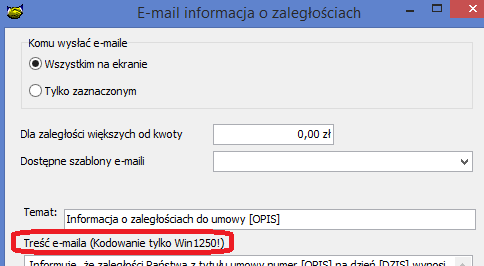 E-mail informacja o zaległościach
Komu wysłać e-maile
Wszystkim na ekranie
Tylko zaznaczonym
Dla zaległości większych od kwoty 0,00 zł
Dostępne szablony e-maili
Temat: Informacja o zaległościach do umowy [OPIS]
Treść e-maila (Kodowanie tylko Win1250!)
Informuję, że zaległości Państwa z tytułu umowy numer [OPIS] na dzień [DZIS] wynosi